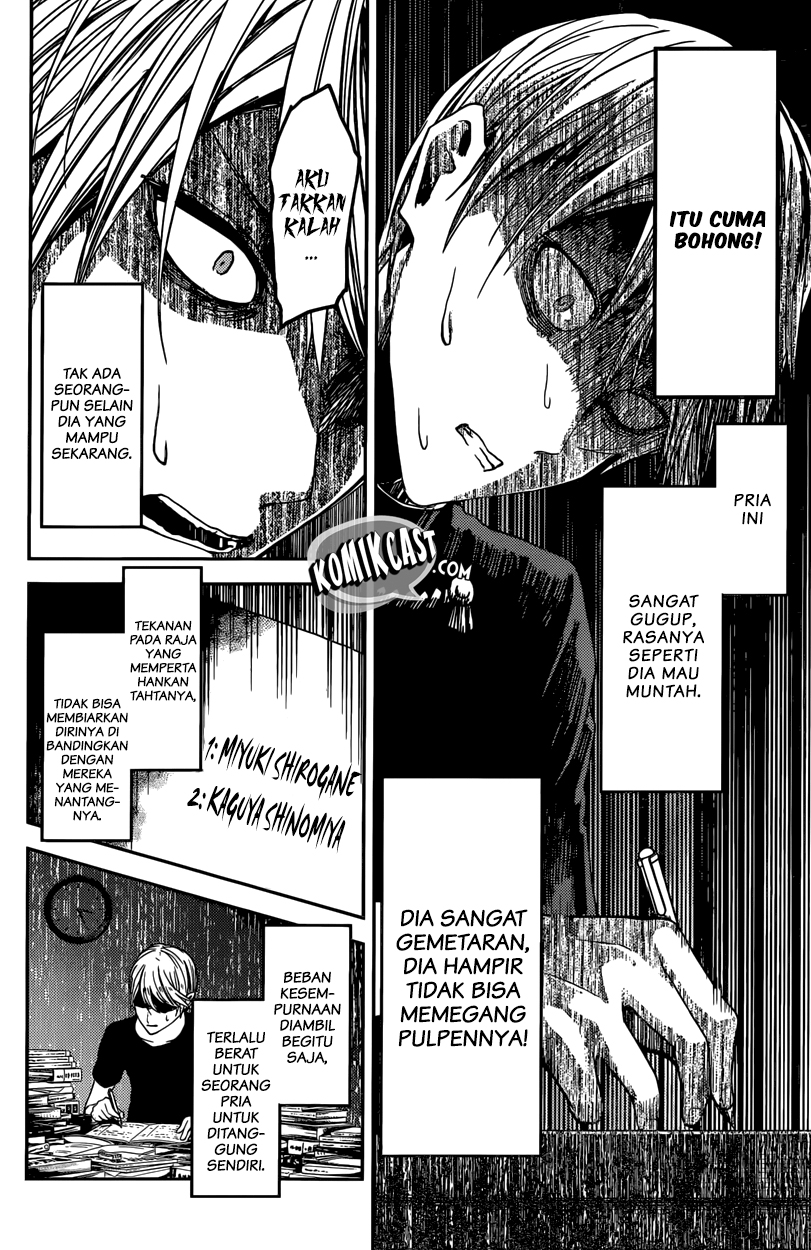 ITU CUMA
BOHONG!
PRIA
INI
SANGAT
GUGUP,
RASANYA
SEPERTI
DIA MAU
MUNTAH.
DIA SANGAT
GEMETARAN,
DIA HAMPIR
TIDAK BISA
MEMEGANG
PULPENNYA!
AKU
TAKKAN
KALAH
...
TAK ADA
SEORANG-
PUN SELAIN
DIA YANG
MAMPU
SEKARANG.
KOMIKCAST
.COM
TEKANAN
PADA RAJA
YANG
MEMPERTA
HANKAN
TAHTANYA,
TIDAK BISA
MEMBIARKAN
DIRINYA DI
BANDINGKAN
DENGAN
MEREKA
YANG ME-
NANTANG-
NYA.
1: MIYUKI SHIROGANE
2: KAGUYA SHINOMIYA
BEBAN
KESEM-
PURNAAN
DIAMBIL
BEGITU
SAJA,
TERLALU
BERAT
UNTUK
SEORANG
PRIA
UNTUK
DITANG-
GUNG
SENDIRI.